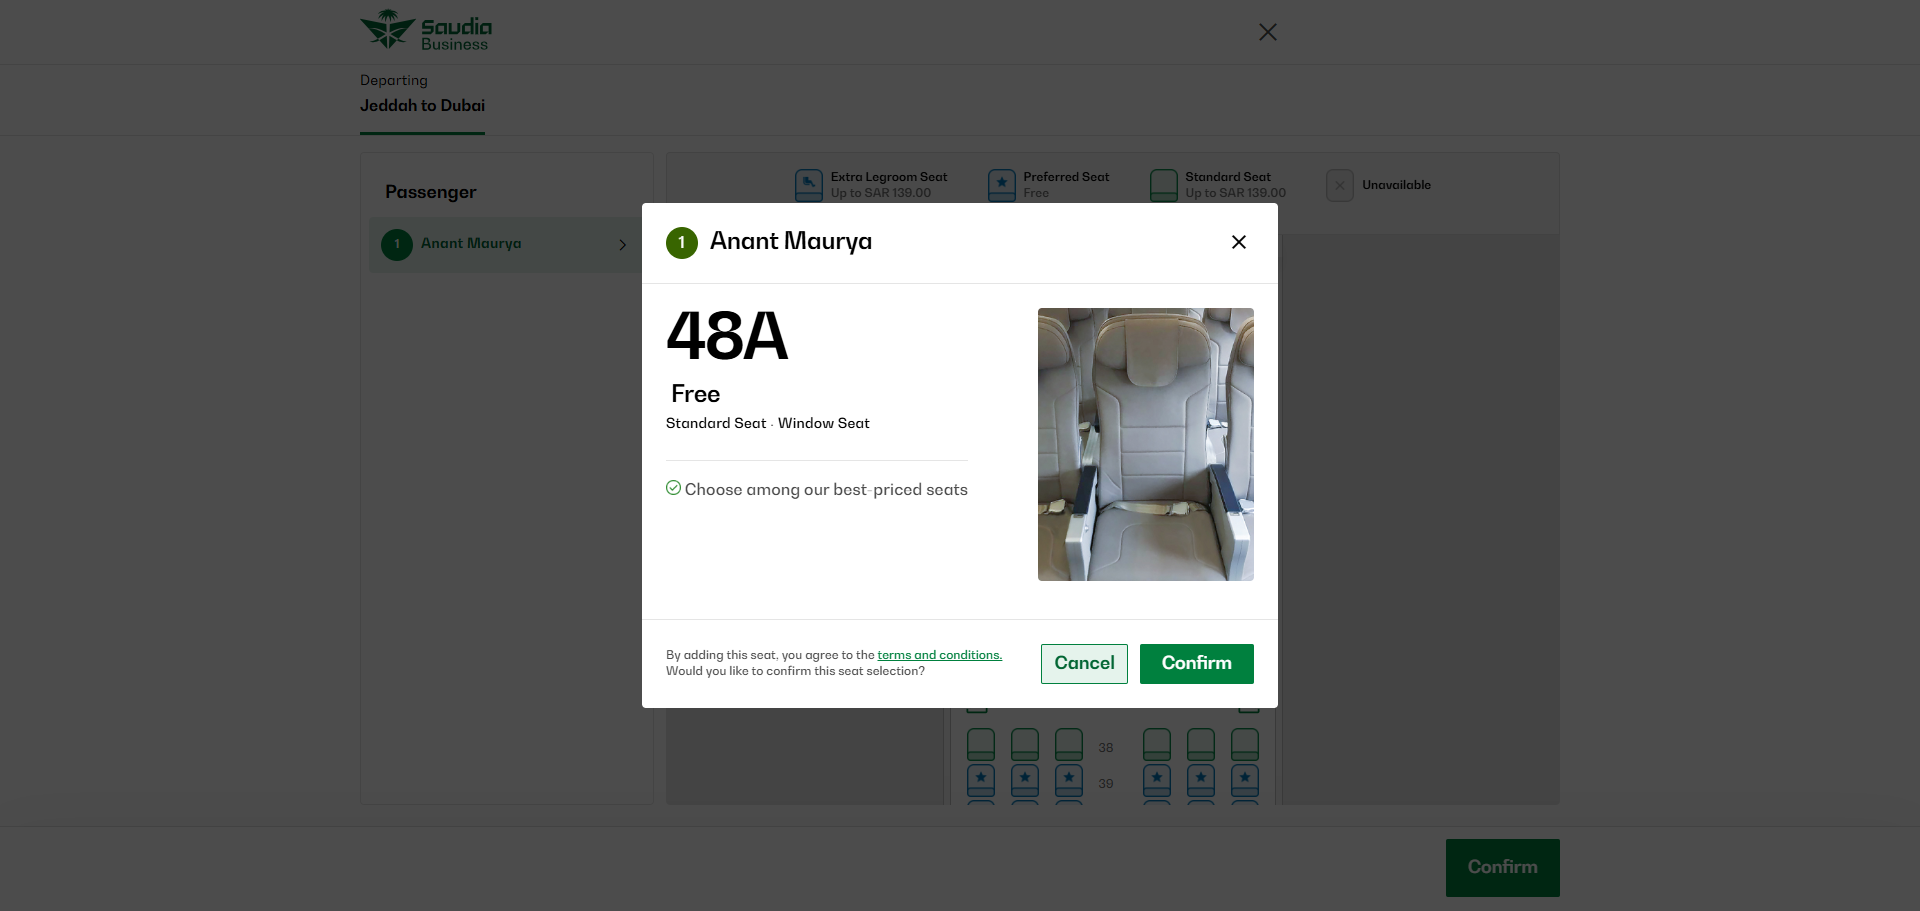 Saudia
Business
Departing
Jeddah to Dubai
Passenger
1 Anant Maurya
Extra Legroom Seat
Up to SAR 139.00
Preferred Seat
Free
Standard Seat
Up to SAR 139.00
Unavailable
1 Anant Maurya
48A
Free
Standard Seat · Window Seat
Choose among our best-priced seats
By adding this seat, you agree to the terms and conditions.
Would you like to confirm this seat selection?
Cancel
Confirm
38
39
Confirm